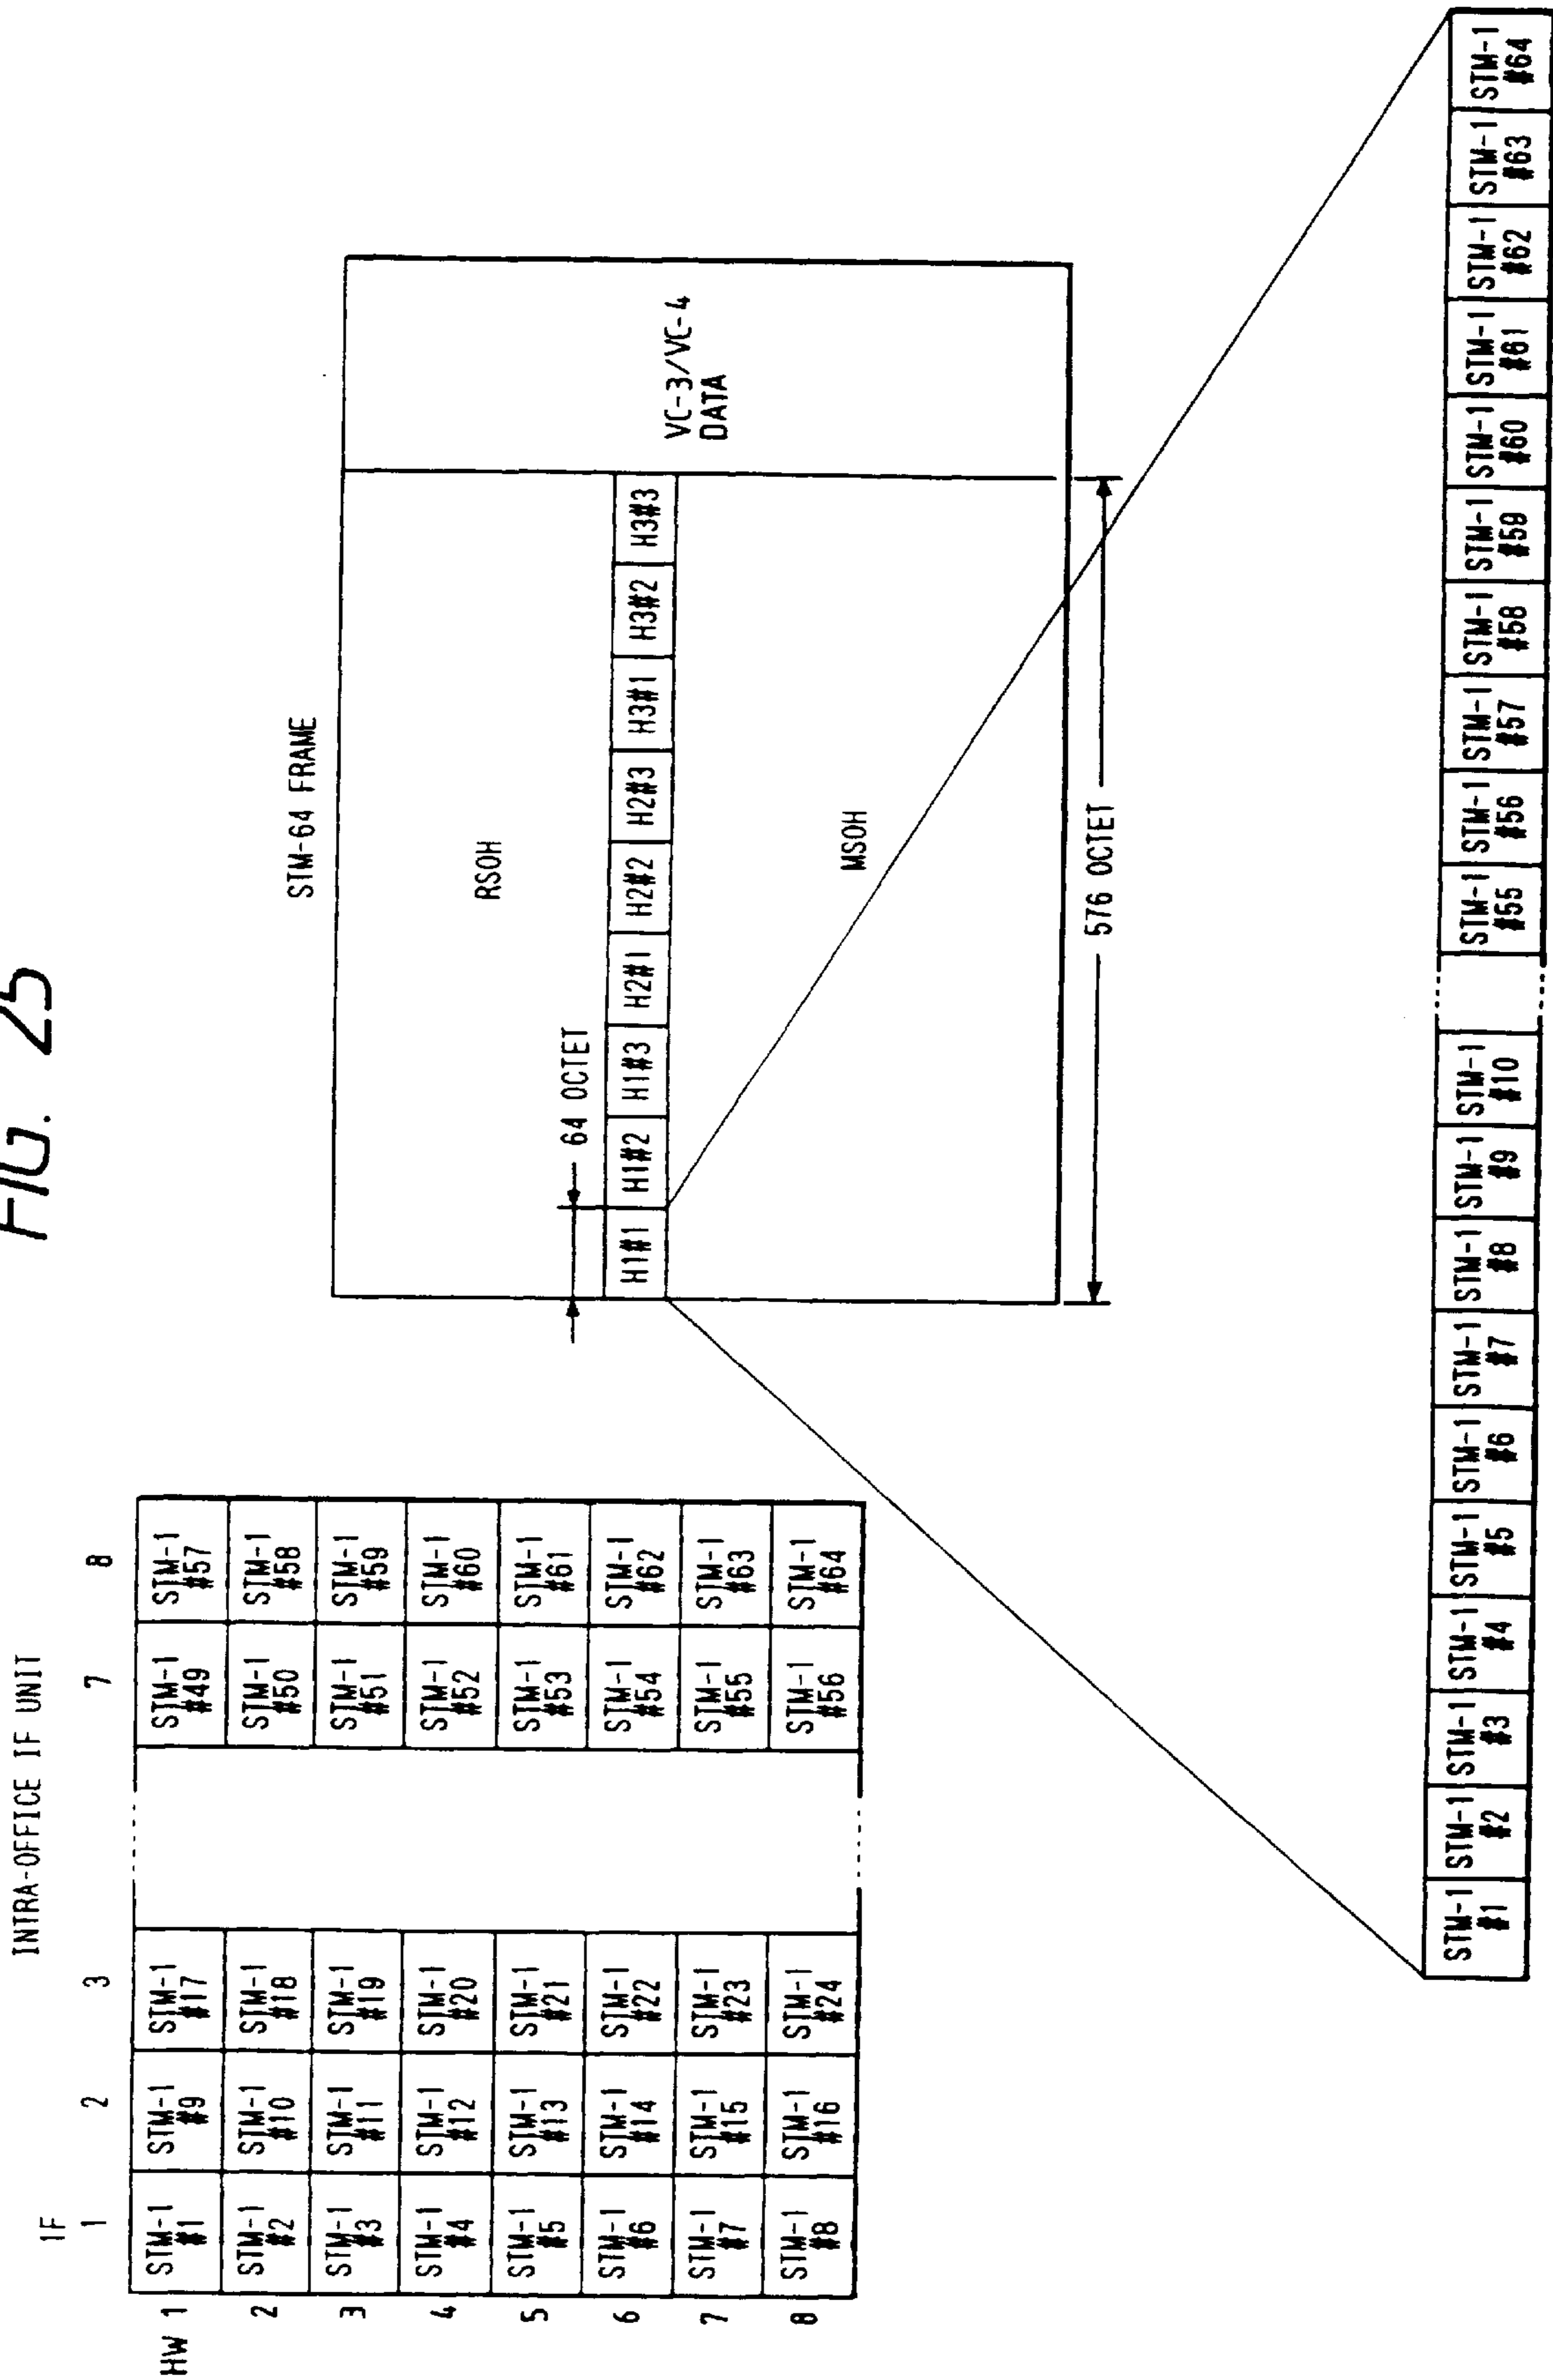 FIG. 25
INTRA-OFFICE IF UNIT
IF
1 2 3 7 8
HW 1 STM-1 #1 STM-1 #9 STM-1 #17 STM-1 #49 STM-1 #57
2 STM-1 #2 STM-1 #10 STM-1 #18 STM-1 #50 STM-1 #58
3 STM-1 #3 STM-1 #11 STM-1 #19 STM-1 #51 STM-1 #59
4 STM-1 #4 STM-1 #12 STM-1 #20 STM-1 #52 STM-1 #60
5 STM-1 #5 STM-1 #13 STM-1 #21 STM-1 #53 STM-1 #61
6 STM-1 #6 STM-1 #14 STM-1 #22 STM-1 #54 STM-1 #62
7 STM-1 #7 STM-1 #15 STM-1 #23 STM-1 #55 STM-1 #63
8 STM-1 #8 STM-1 #16 STM-1 #24 STM-1 #56 STM-1 #64
STM-64 FRAME
RSOH
64 OCTET
H1#1 H1#2 H1#3 H2#1 H2#2 H2#3 H3#1 H3#2 H3#3
VC-3/VC-4
DATA
MSOH
576 OCTET
STM-1 STM-1 STM-1 STM-1 STM-1 STM-1 STM-1 STM-1 STM-1 STM-1 STM-1 STM-1 STM-1 STM-1 STM-1 STM-1 STM-1 STM-1 STM-1 STM-1
#1 #2 #3 #4 #5 #6 #7 #8 #9 #10 #55 #56 #57 #58 #59 #60 #61 #62 #63 #64